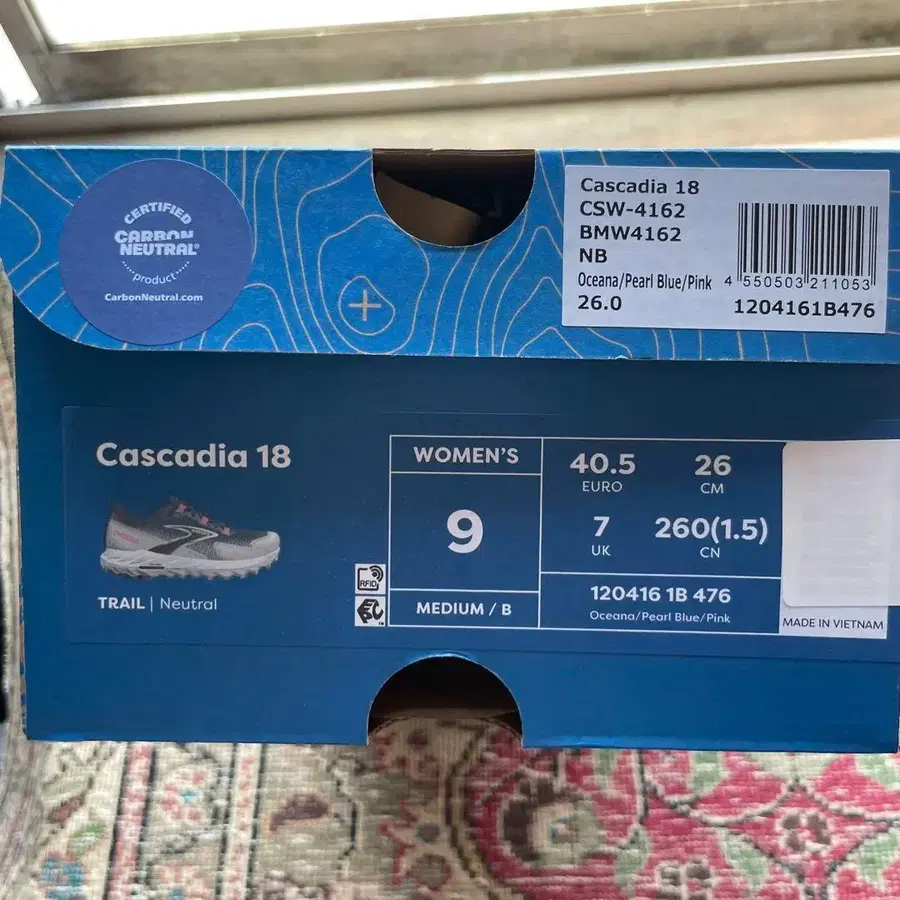 CERTIFIED
CARBON
NEUTRAL®
product
CarbonNeutral.com
Cascadia 18
CSW-4162
BMW4162
NB
Oceana/Pearl Blue/Pink
26.0
4 550503 211053
1204161B476
Cascadia 18
TRAIL | Neutral
RFID
WOMEN'S
9
MEDIUM / B
40.5
EURO
26
CM
7
UK
260(1.5)
CN
120416 1B 476
Oceana/Pearl Blue/Pink
MADE IN VIETNAM